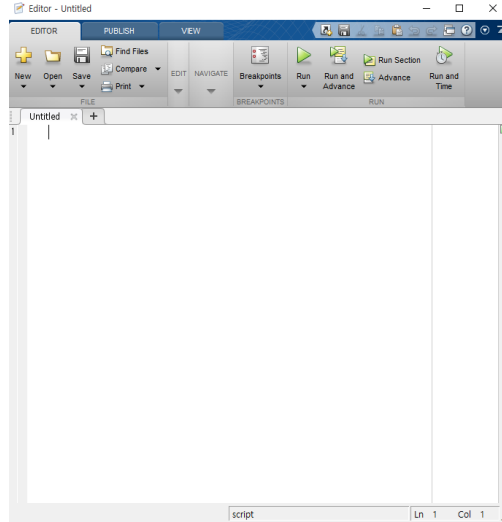 Editor - Untitled
EDITOR PUBLISH VIEW
New Open Save Find Files Compare Print EDIT NAVIGATE Breakpoints Run Run and Advance Run Section Advance Run and Time
FILE BREAKPOINTS RUN
Untitled
1
script Ln 1 Col 1